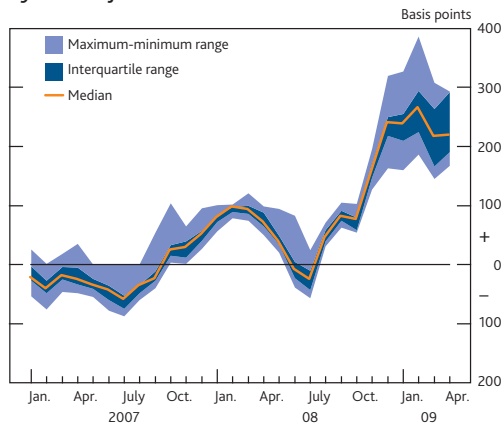 Basis points
Maximum-minimum range
Interquartile range
Median
400
300
200
100
+
0
–
100
200
Jan. Apr. July Oct. Jan. Apr. July Oct. Jan. Apr.
2007 08 09